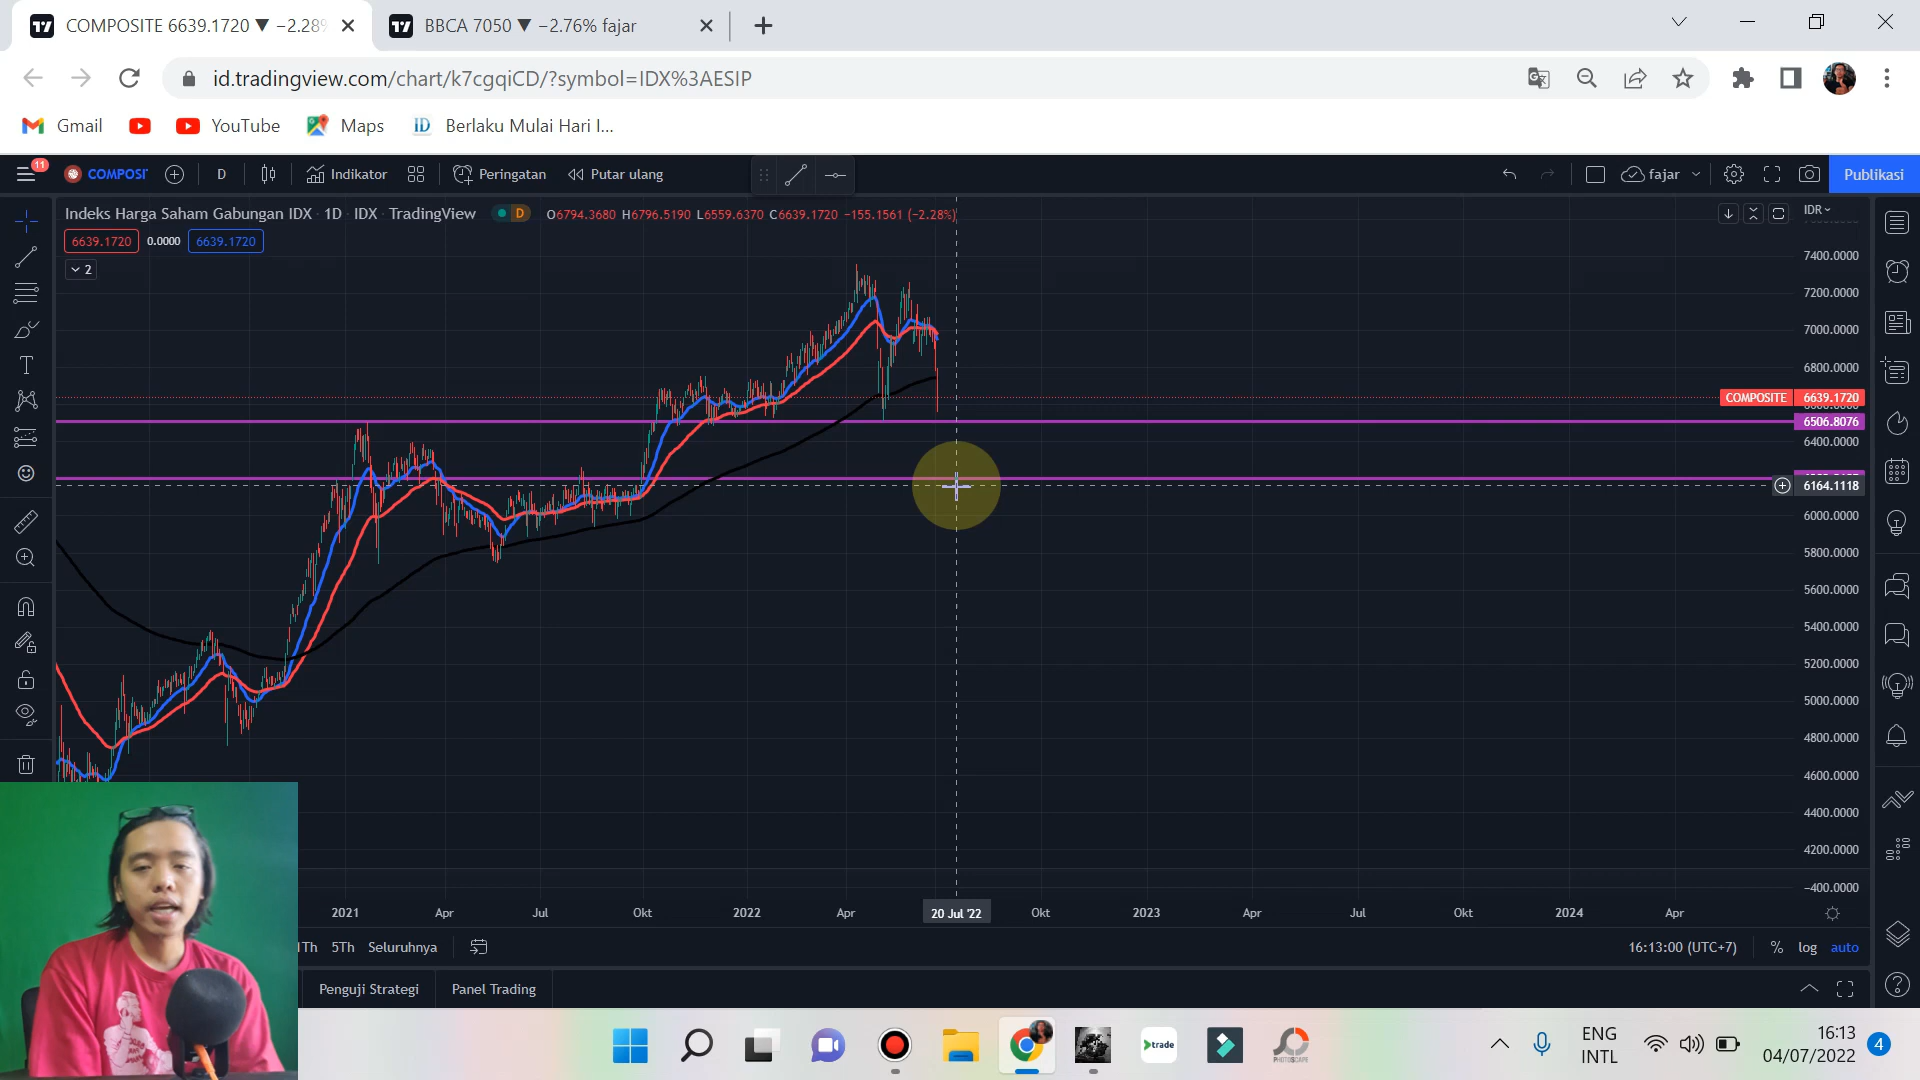 COMPOSITE 6639.1720 ▼ −2.28%
BBCA 7050 ▼ −2.76% fajar
id.tradingview.com/chart/k7cgqiCD/?symbol=IDX%3AESIP
Gmail
YouTube
Maps
Berlaku Mulai Hari I...
11
COMPOSI
D
Indikator
Peringatan
Putar ulang
fajar
Publikasi
Indeks Harga Saham Gabungan IDX · 1D · IDX · TradingView
D
O6794.3680 H6796.5190 L6559.6370 C6639.1720 −155.1561 (−2.28%)
IDR
6639.1720 0.0000 6639.1720
2
7400.0000
7200.0000
7000.0000
6800.0000
COMPOSITE 6639.1720
6506.8076
6400.0000
6164.1118
6000.0000
5800.0000
5600.0000
5400.0000
5200.0000
5000.0000
4800.0000
4600.0000
4400.0000
4200.0000
−400.0000
2021 Apr Jul Okt 2022 Apr 20 Jul '22 Okt 2023 Apr Jul Okt 2024 Apr
1Th 5Th Seluruhnya
16:13:00 (UTC+7) % log auto
Penguji Strategi
Panel Trading
trade
PHOTOSCAPE
ENG
INTL
16:13
04/07/2022
4